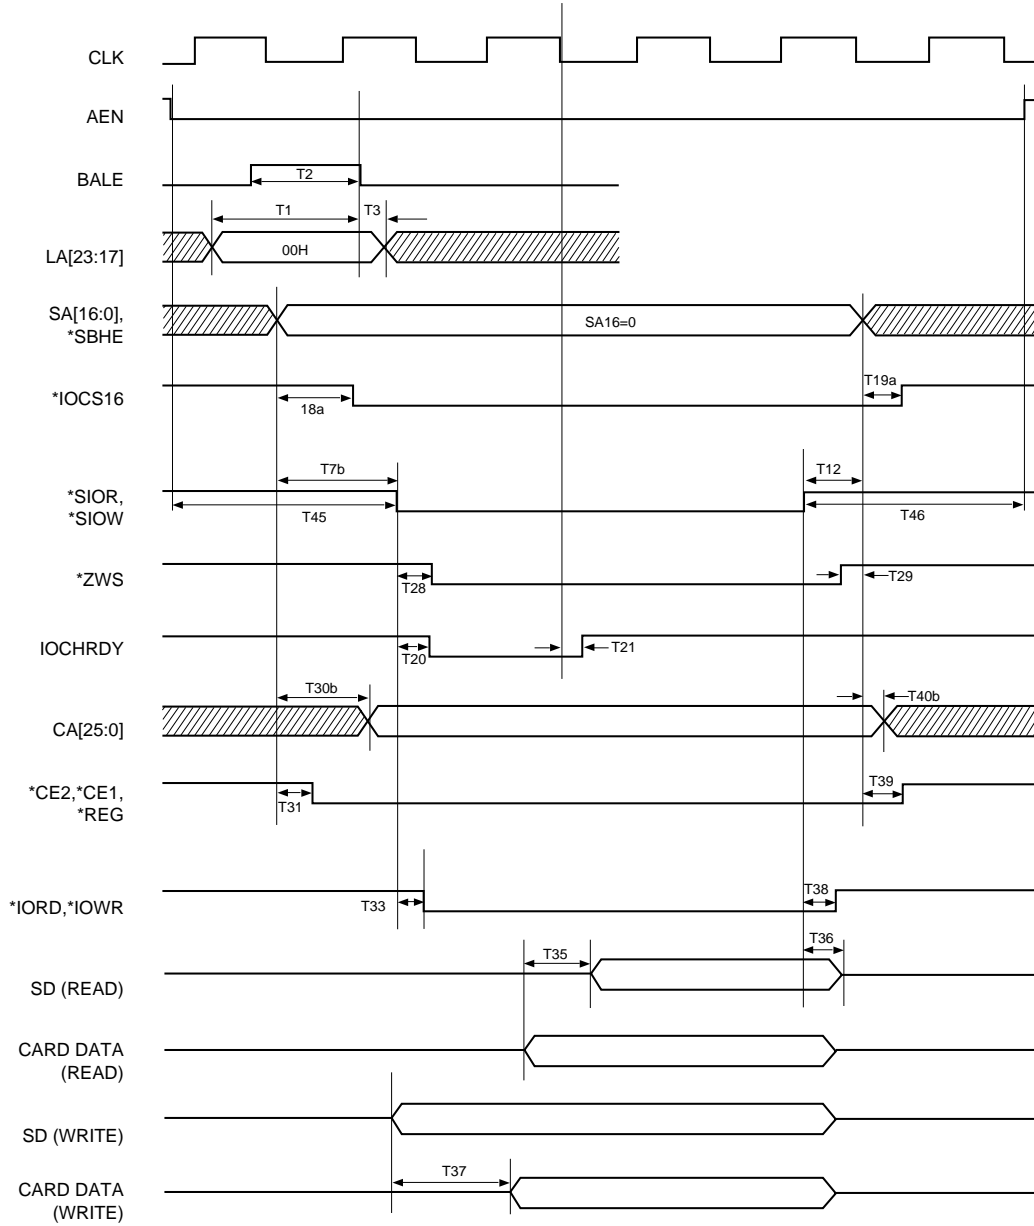 CLK
AEN
BALE
T2
T1
T3
LA[23:17]
00H
SA[16:0],
*SBHE
SA16=0
*IOCS16
18a
T19a
T7b
T12
*SIOR,
*SIOW
T45
T46
*ZWS
T28
T29
IOCHRDY
T20
T21
T30b
T40b
CA[25:0]
*CE2,*CE1,
*REG
T31
T39
*IORD,*IOWR
T33
T38
T36
T35
SD (READ)
CARD DATA
(READ)
SD (WRITE)
T37
CARD DATA
(WRITE)